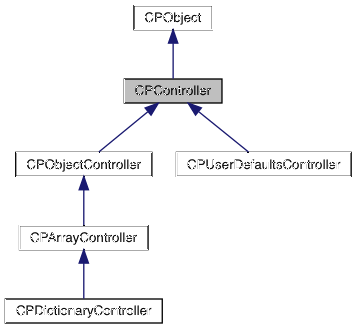 CPObject
CPController
CPObjectController
CPUserDefaultsController
CPArrayController
CPDictionaryController